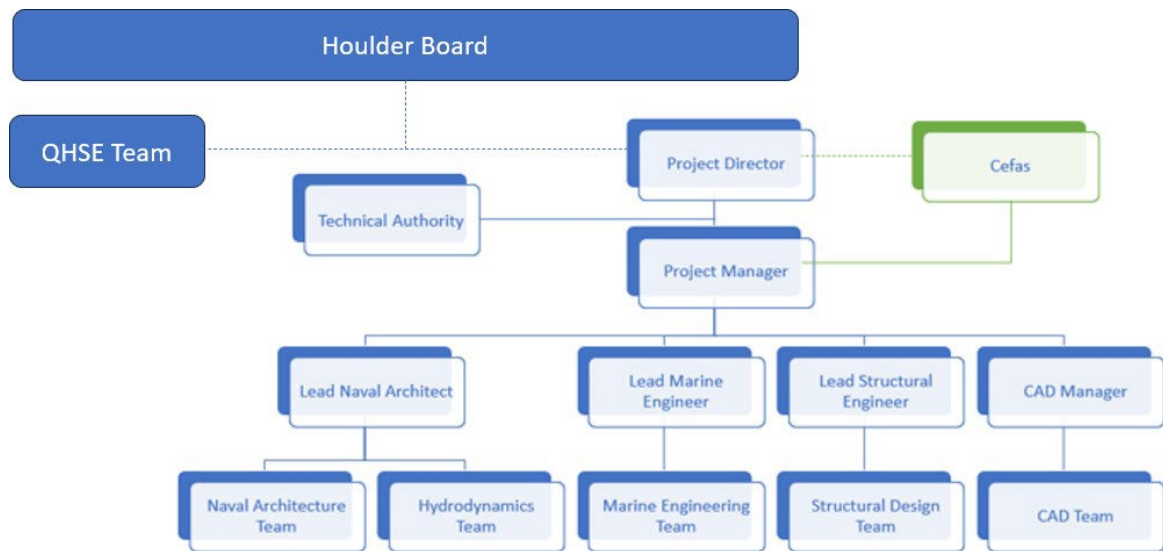 Houlder Board
QHSE Team
Project Director
Cefas
Technical Authority
Project Manager
Lead Naval Architect
Lead Marine
Engineer
Lead Structural
Engineer
CAD Manager
Naval Architecture
Team
Hydrodynamics
Team
Marine Engineering
Team
Structural Design
Team
CAD Team